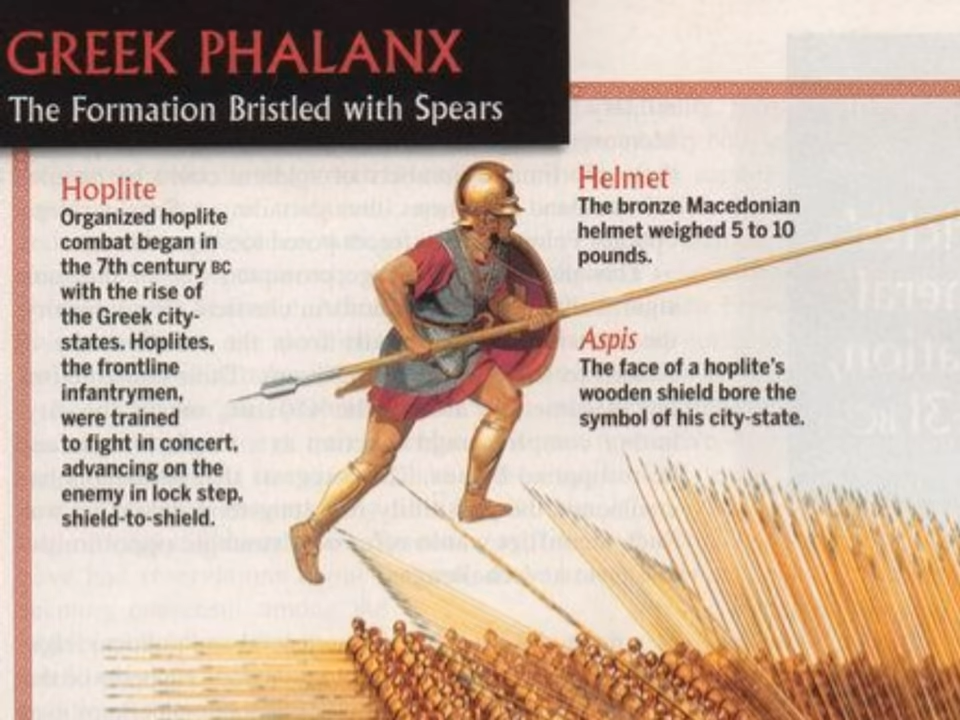 GREEK PHALANX
The Formation Bristled with Spears
Hoplite
Organized hoplite
combat began in
the 7th century BC
with the rise of
the Greek city-
states. Hoplites,
the frontline
infantrymen,
were trained
to fight in concert,
advancing on the
enemy in lock step,
shield-to-shield.
Helmet
The bronze Macedonian
helmet weighed 5 to 10
pounds.
Aspis
The face of a hoplite's
wooden shield bore the
symbol of his city-state.